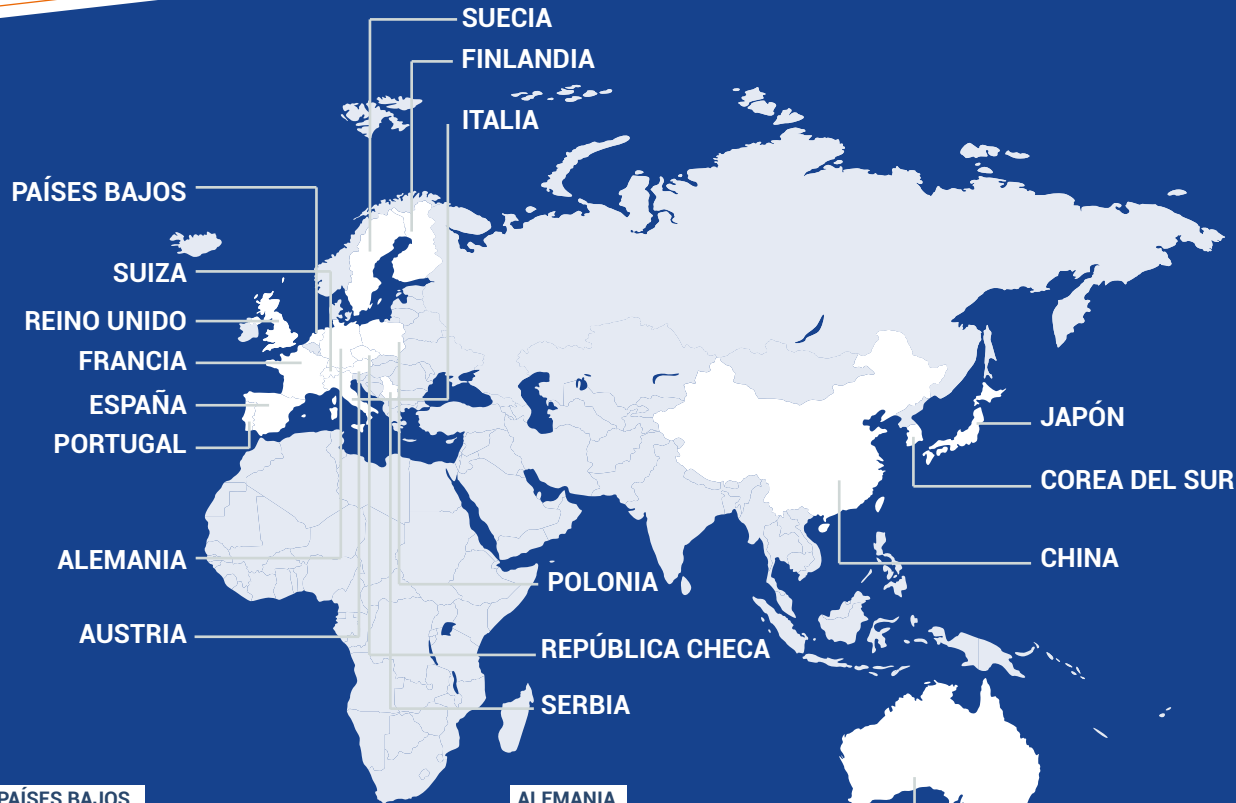 SUECIA
FINLANDIA
ITALIA
PAÍSES BAJOS
SUIZA
REINO UNIDO
FRANCIA
ESPAÑA
PORTUGAL
JAPÓN
COREA DEL SUR
CHINA
ALEMANIA
POLONIA
AUSTRIA
REPÚBLICA CHECA
SERBIA
PAÍSES BAJOS
ALEMANIA